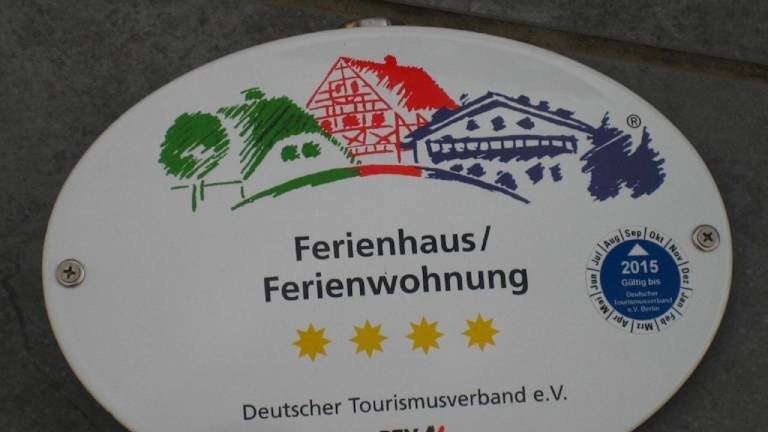 ®
Ferienhaus/
Ferienwohnung
Jan Feb Mrz Apr Mai Jun Jul Aug Sep Okt Nov Dez
2015
Gültig bis
Deutscher
Tourismusverband
e.V. Berlin
Deutscher Tourismusverband e.V.